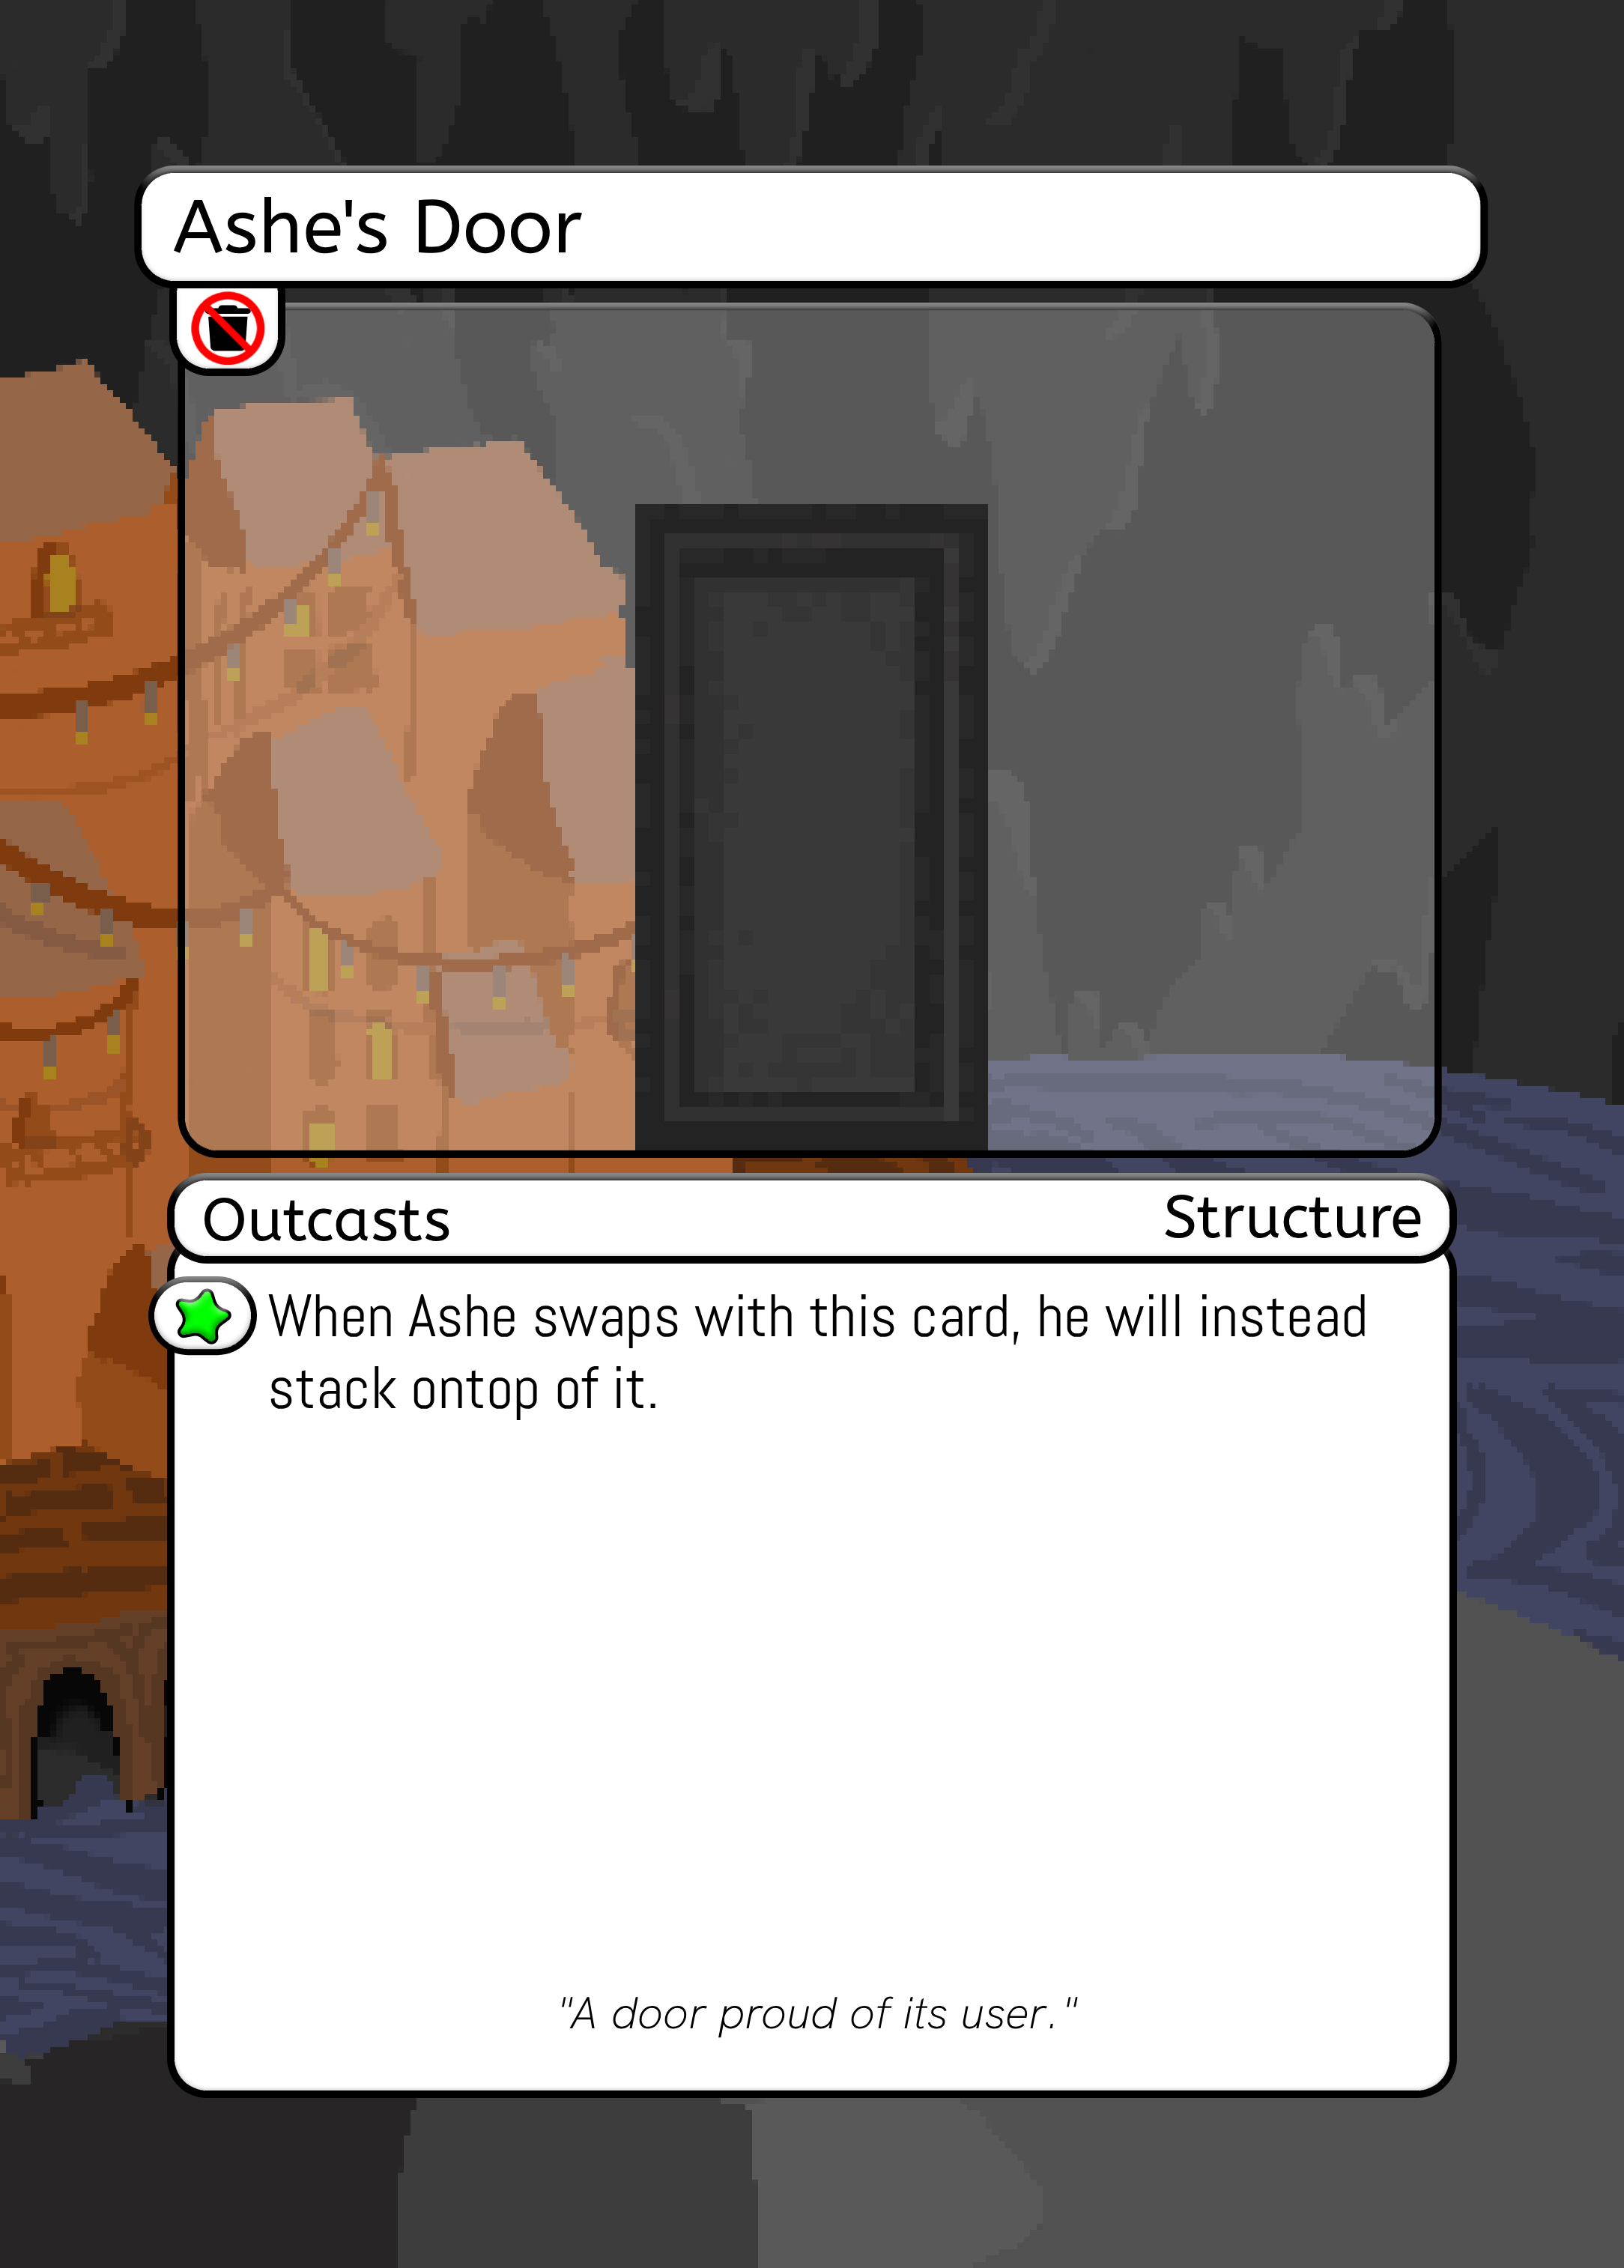 Ashe's Door
Outcasts
Structure
When Ashe swaps with this card, he will instead
stack ontop of it.
"A door proud of its user."